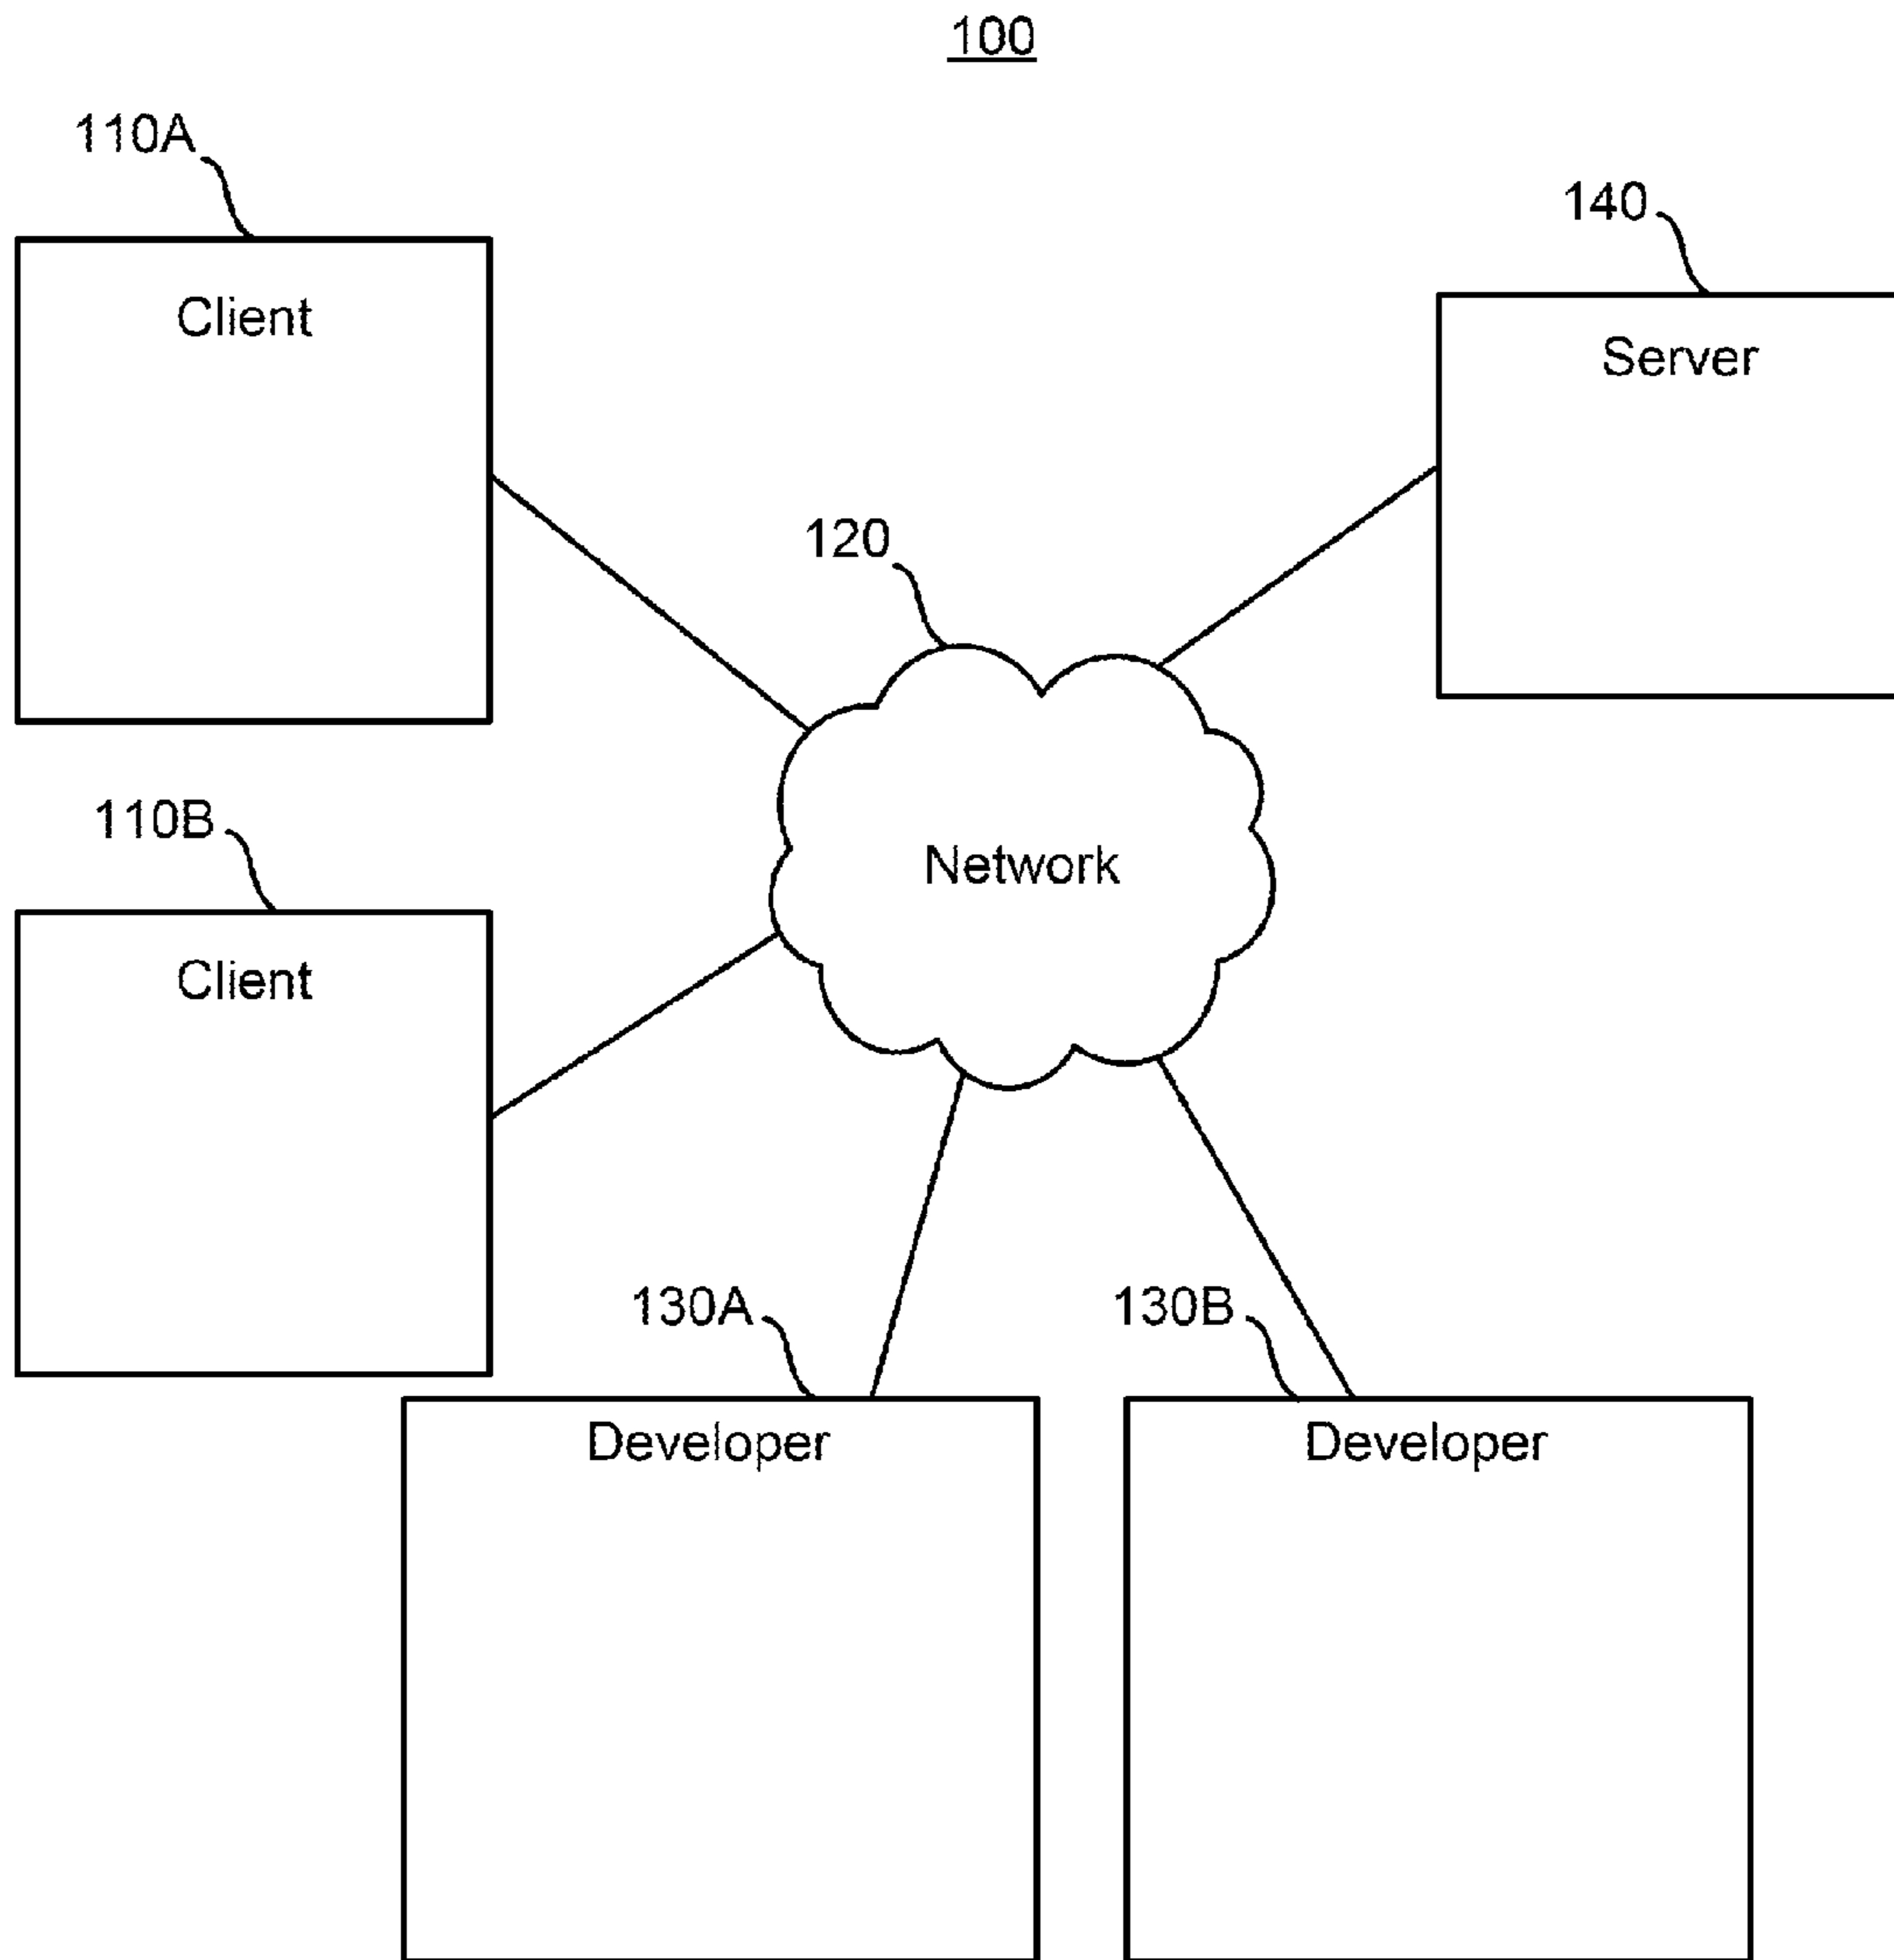 100
110A
Client
140
Server
120
Network
110B
Client
130A
Developer
130B
Developer